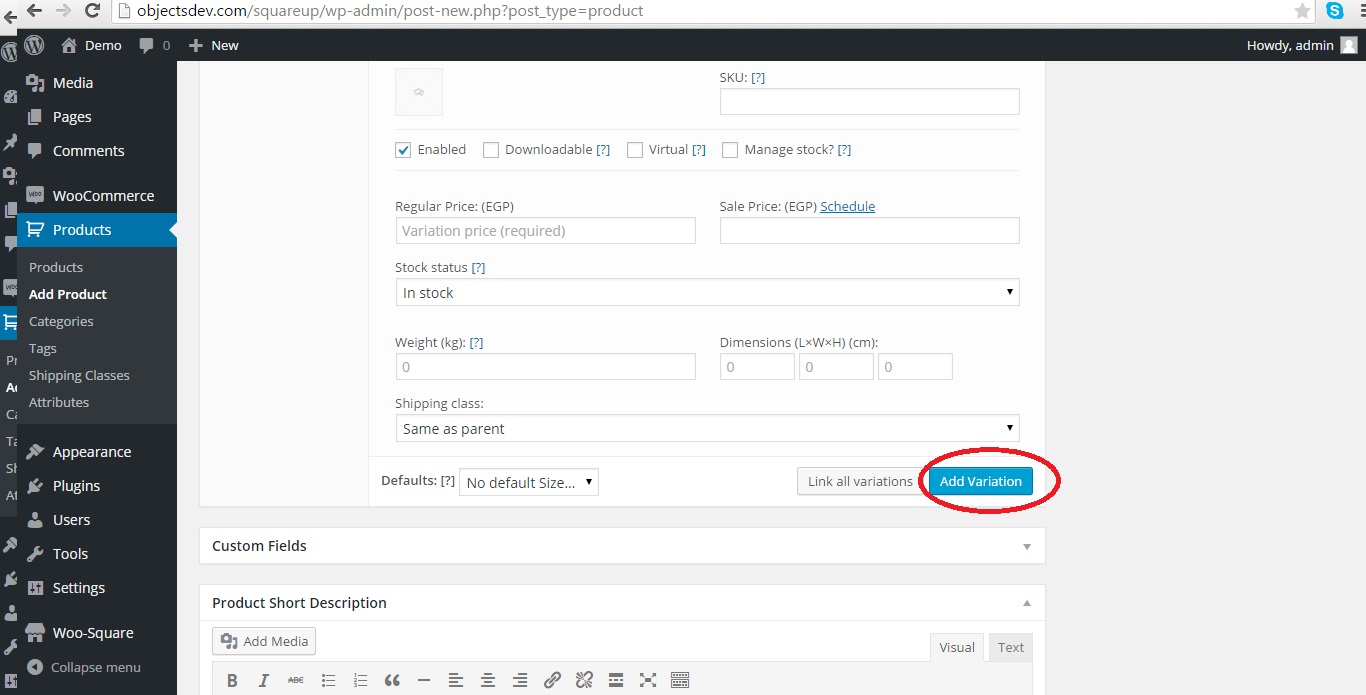 objectsdev.com/squareup/wp-admin/post-new.php?post_type=product
Demo 0 New Howdy, admin
Media
Pages
Comments
WooCommerce
Products
Products
Add Product
Categories
Tags
Shipping Classes
Attributes
Appearance
Plugins
Users
Tools
Settings
Woo-Square
Collapse menu
SKU: [?]
Enabled Downloadable [?] Virtual [?] Manage stock? [?]
Regular Price: (EGP) Sale Price: (EGP) Schedule
Variation price (required)
Stock status [?]
In stock
Weight (kg): [?] Dimensions (L×W×H) (cm):
0 0 0 0
Shipping class:
Same as parent
Defaults: [?] No default Size... Link all variations Add Variation
Custom Fields
Product Short Description
Add Media Visual Text
B I ABC